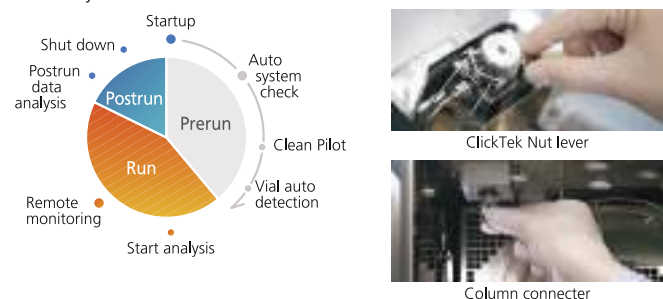 Startup
Shut down
Auto
system
check
Postrun
data
analysis
Postrun
Prerun
Clean Pilot
Run
Vial auto
detection
Remote
monitoring
Start analysis
ClickTek Nut lever
Column connecter